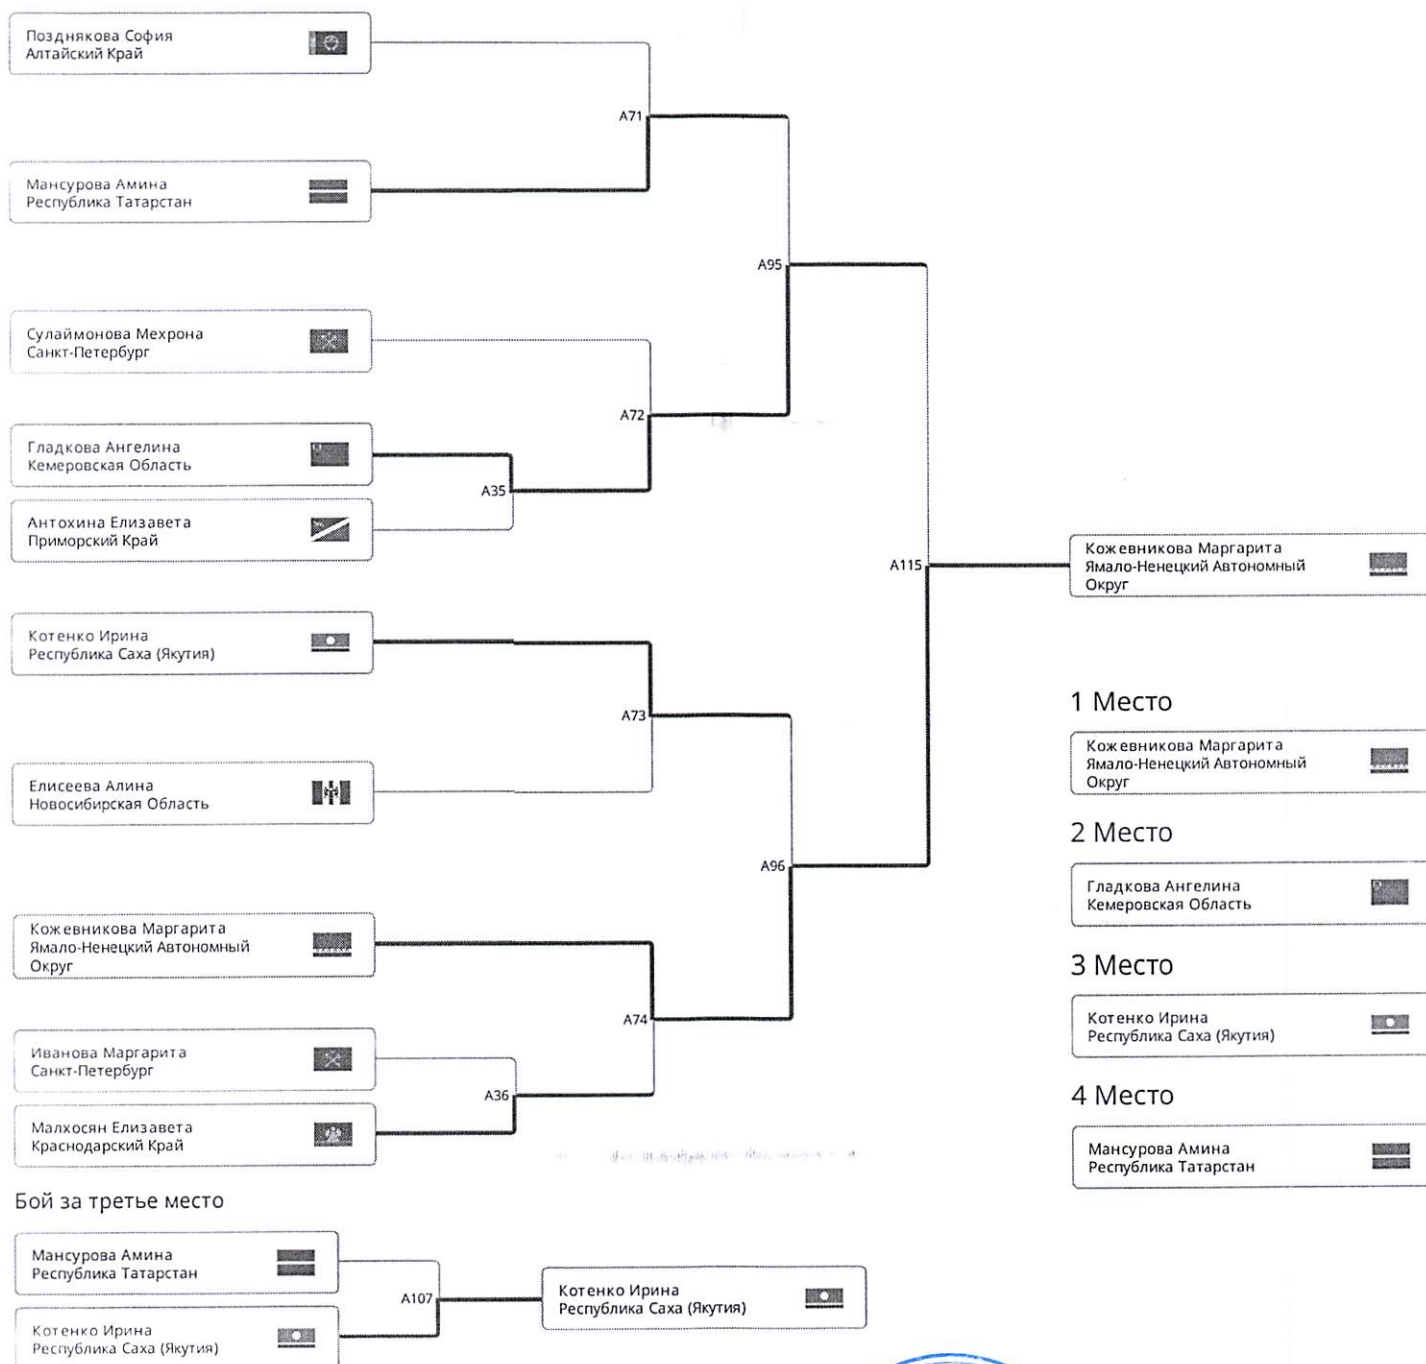 Позднякова София
Алтайский Край
A71
Мансурова Амина
Республика Татарстан
A95
Сулаймонова Мехрона
Санкт-Петербург
A72
Гладкова Ангелина
Кемеровская Область
A35
Антохина Елизавета
Приморский Край
Кожевникова Маргарита
Ямало-Ненецкий Автономный
Округ
A115
Котенко Ирина
Республика Саха (Якутия)
A73
Елисеева Алина
Новосибирская Область
A96
Кожевникова Маргарита
Ямало-Ненецкий Автономный
Округ
A74
Иванова Маргарита
Санкт-Петербург
A36
Малхосян Елизавета
Краснодарский Край
1 Место
Кожевникова Маргарита
Ямало-Ненецкий Автономный
Округ
2 Место
Гладкова Ангелина
Кемеровская Область
3 Место
Котенко Ирина
Республика Саха (Якутия)
4 Место
Мансурова Амина
Республика Татарстан
Бой за третье место
Мансурова Амина
Республика Татарстан
A107
Котенко Ирина
Республика Саха (Якутия)
Котенко Ирина
Республика Саха (Якутия)